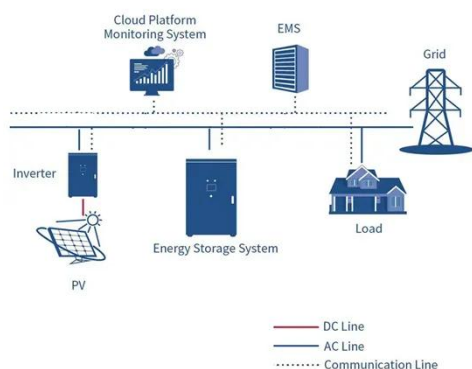 Cloud Platform
Monitoring System
EMS
Grid
Inverter
Energy Storage System
Load
PV
DC Line
AC Line
Communication Line